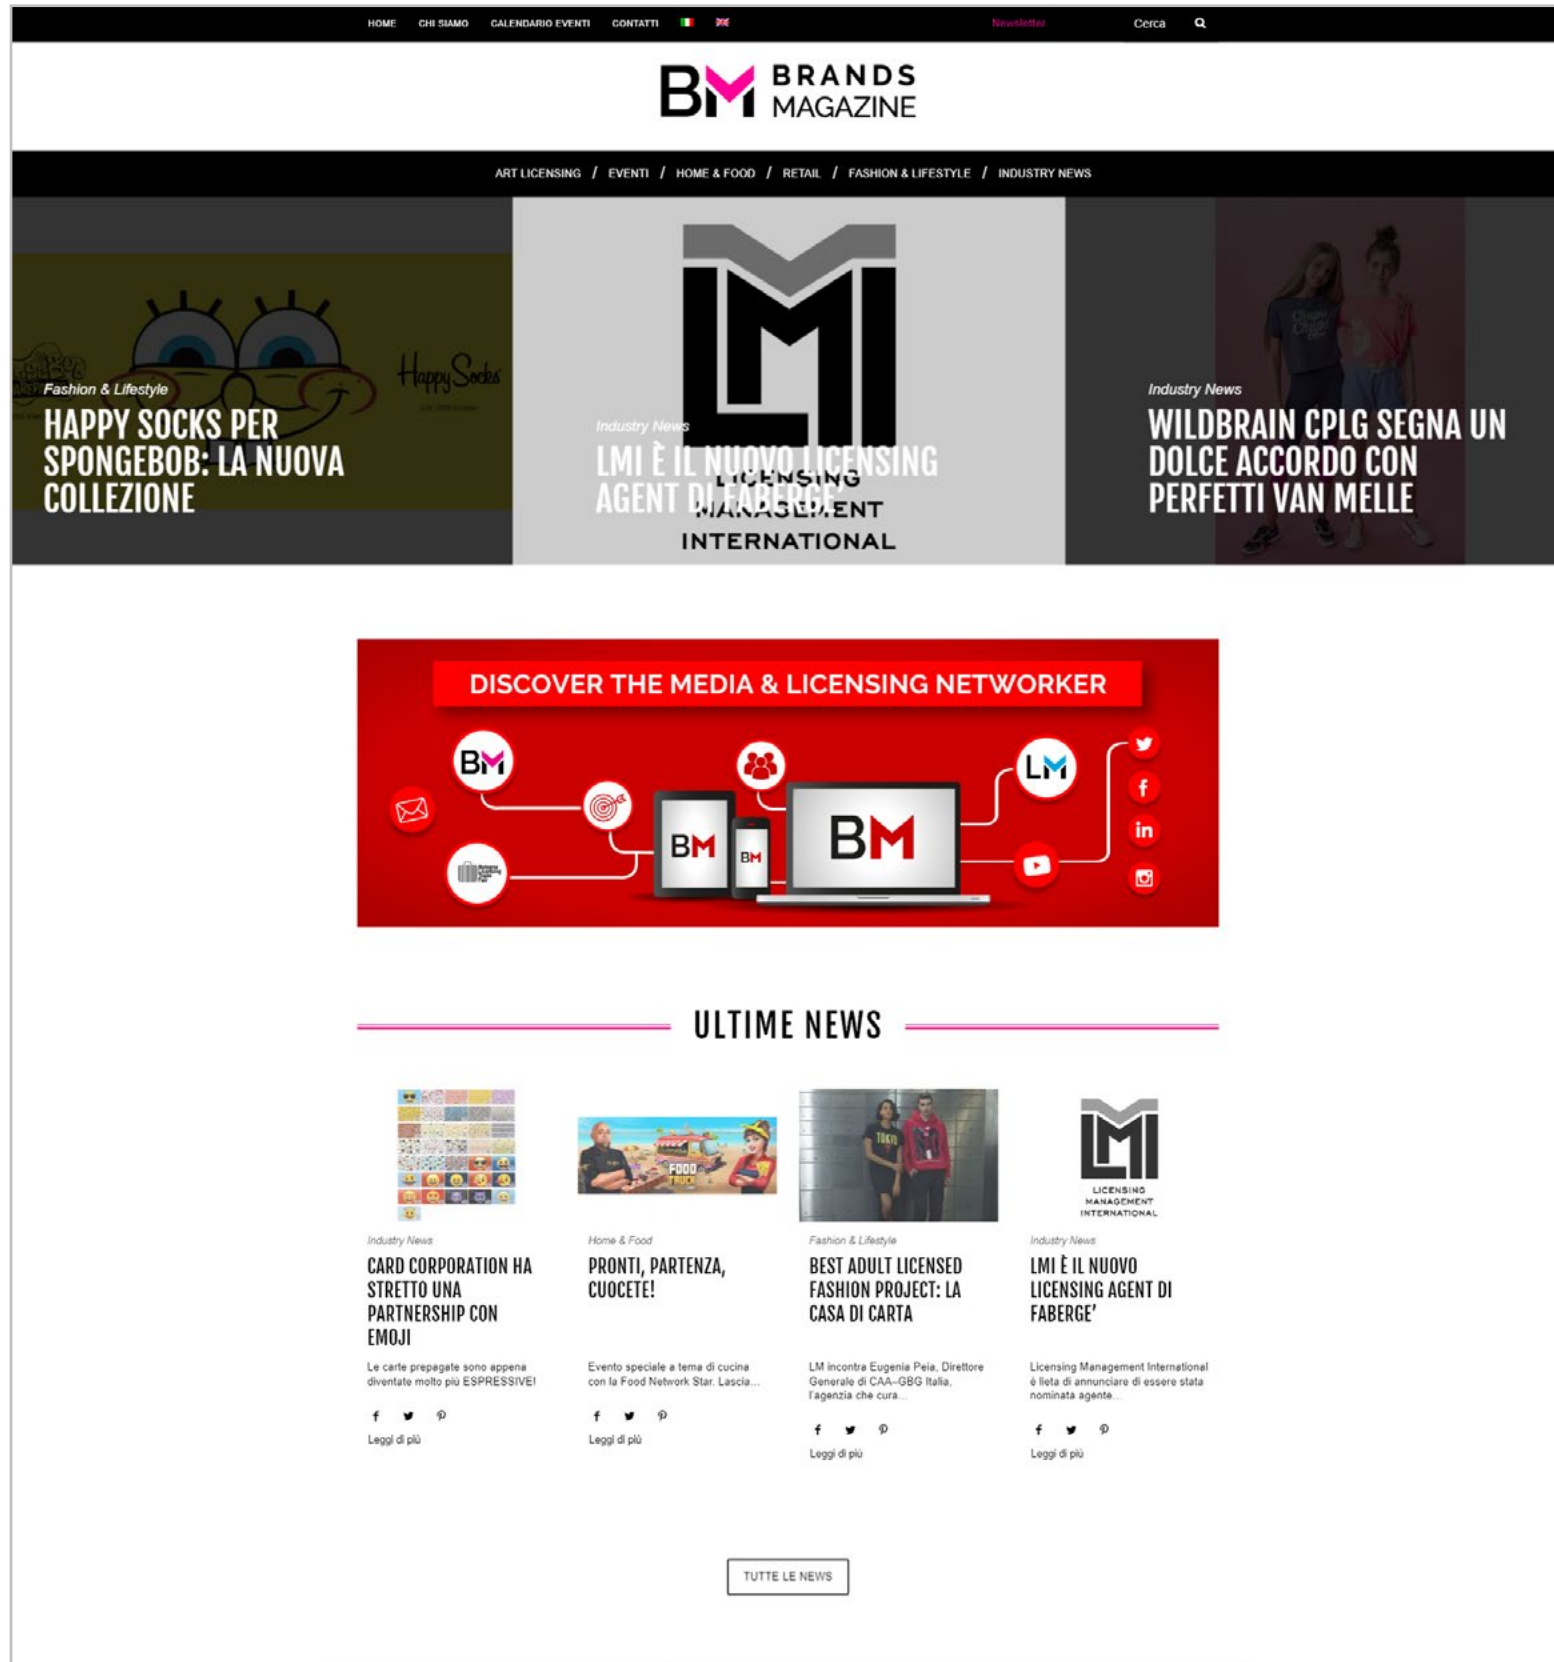 HOME CHI SIAMO CALENDARIO EVENTI CONTATTI Newsletter Cerca
BM BRANDS
MAGAZINE
ART LICENSING / EVENTI / HOME & FOOD / RETAIL / FASHION & LIFESTYLE / INDUSTRY NEWS
Happy Socks
Fashion & Lifestyle
HAPPY SOCKS PER
SPONGEBOB: LA NUOVA
COLLEZIONE
LMI
LICENSING
MANAGEMENT
INTERNATIONAL
Industry News
LMI È IL NUOVO LICENSING
AGENT DI FABERGE'
Industry News
WILDBRAIN CPLG SEGNA UN
DOLCE ACCORDO CON
PERFETTI VAN MELLE
DISCOVER THE MEDIA & LICENSING NETWORKER
BM
LM
BM
BM
BM
ULTIME NEWS
Industry News
CARD CORPORATION HA
STRETTO UNA
PARTNERSHIP CON
EMOJI
Le carte prepagate sono appena
diventate molto più ESPRESSIVE!
Leggi di più
FOOD
TRUCK
Home & Food
PRONTI, PARTENZA,
CUOCETE!
Evento speciale a tema di cucina
con la Food Network Star. Lascia...
Leggi di più
TOKYO
Fashion & Lifestyle
BEST ADULT LICENSED
FASHION PROJECT: LA
CASA DI CARTA
LM incontra Eugenia Peia, Direttore
Generale di CAA–GBG Italia,
l'agenzia che cura...
Leggi di più
LMI
LICENSING
MANAGEMENT
INTERNATIONAL
Industry News
LMI È IL NUOVO
LICENSING AGENT DI
FABERGE'
Licensing Management International
è lieta di annunciare di essere stata
nominata agente...
Leggi di più
TUTTE LE NEWS